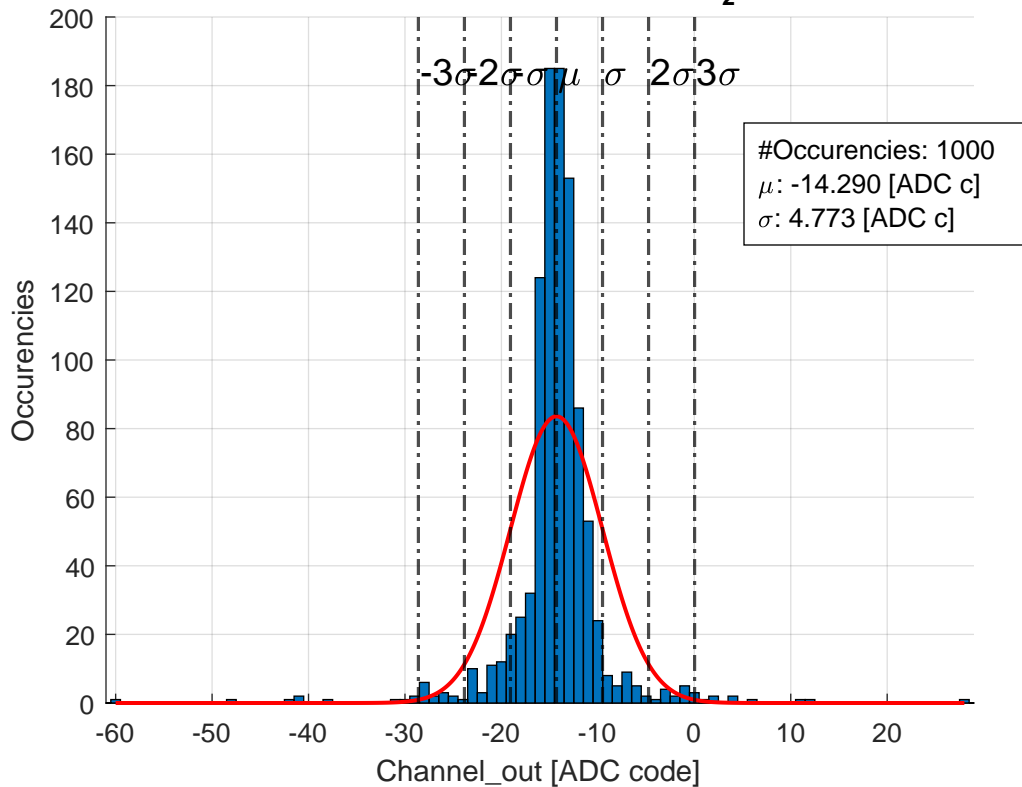 2
200
180
160
140
120
100
80
60
40
20
0
Occurencies
-3σ
-2σ
-σ
μ
σ
2σ
3σ
#Occurencies: 1000
μ: -14.290 [ADC c]
σ: 4.773 [ADC c]
-60 -50 -40 -30 -20 -10 0 10 20
Channel_out [ADC code]